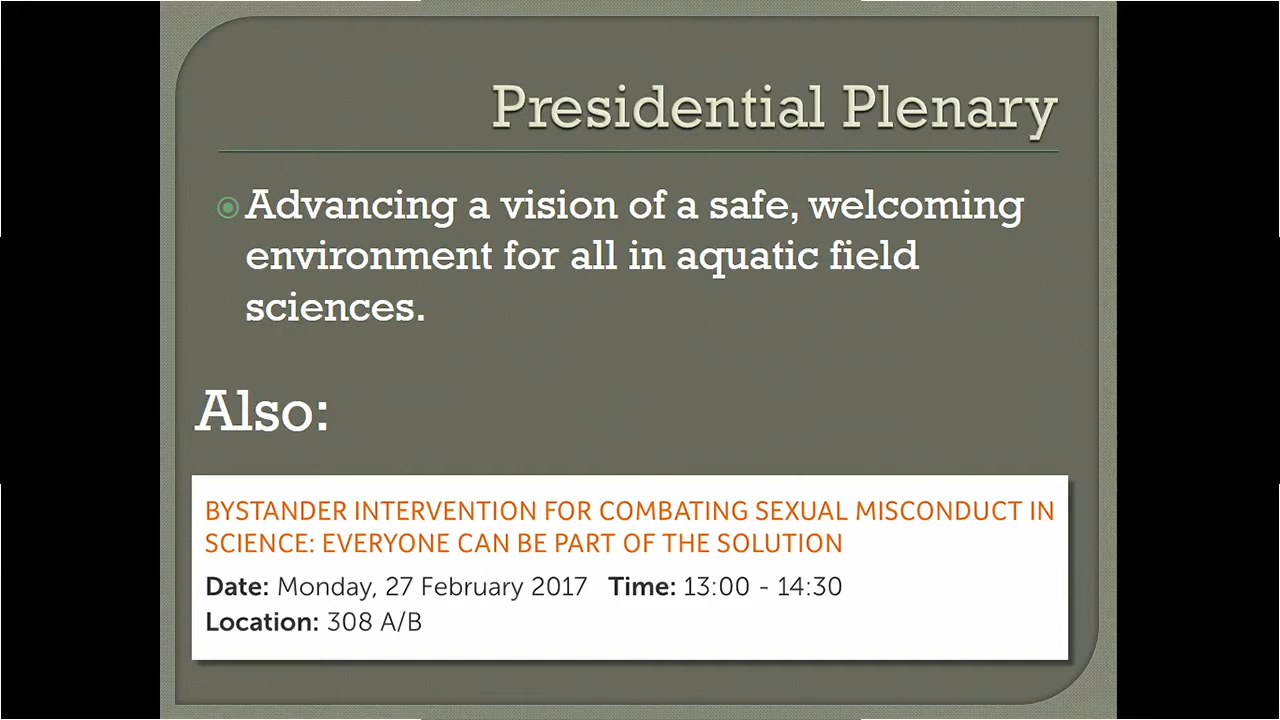 Presidential Plenary
Advancing a vision of a safe, welcoming
environment for all in aquatic field
sciences.
Also:
BYSTANDER INTERVENTION FOR COMBATING SEXUAL MISCONDUCT IN
SCIENCE: EVERYONE CAN BE PART OF THE SOLUTION
Date: Monday, 27 February 2017 Time: 13:00 - 14:30
Location: 308 A/B